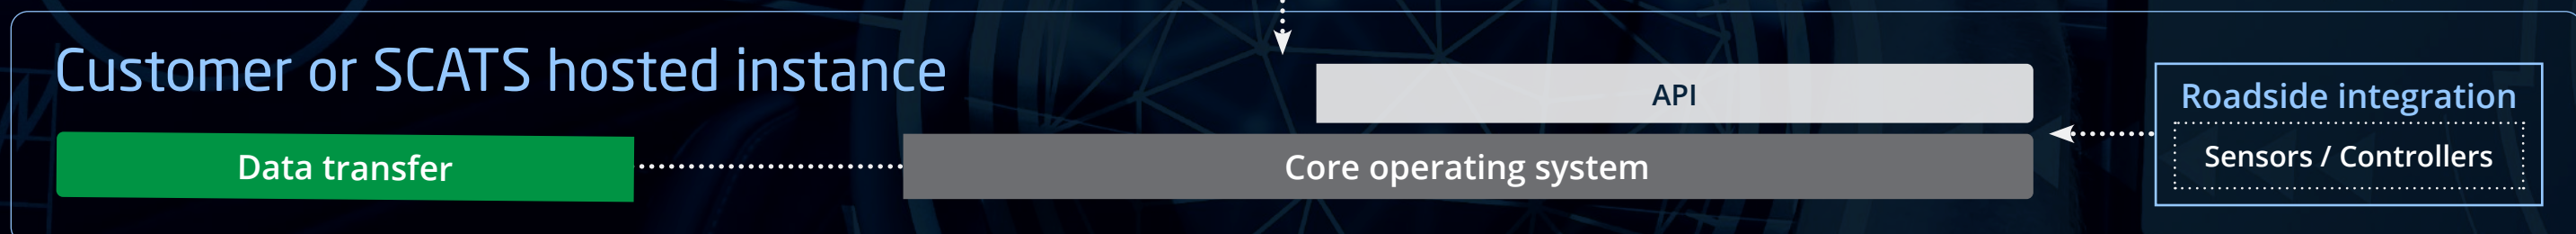 Customer or SCATS hosted instance
API
Roadside integration
Sensors / Controllers
Data transfer
Core operating system